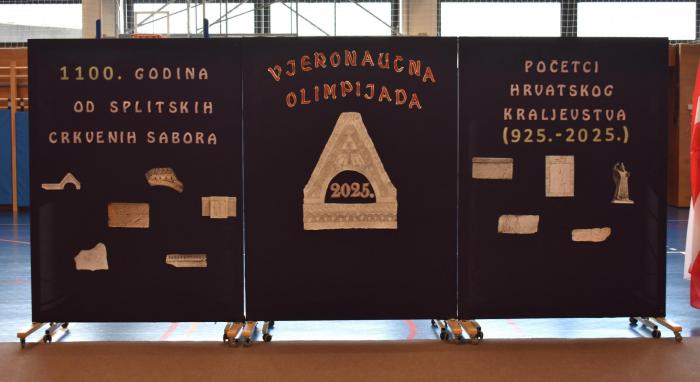 1100. GODINA
OD SPLITSKIH
CRKVENIH SABORA
VJERONAUČNA
OLIMPIJADA
2025.
POČETCI
HRVATSKOG
KRALJEVSTVA
(925.-2025.)